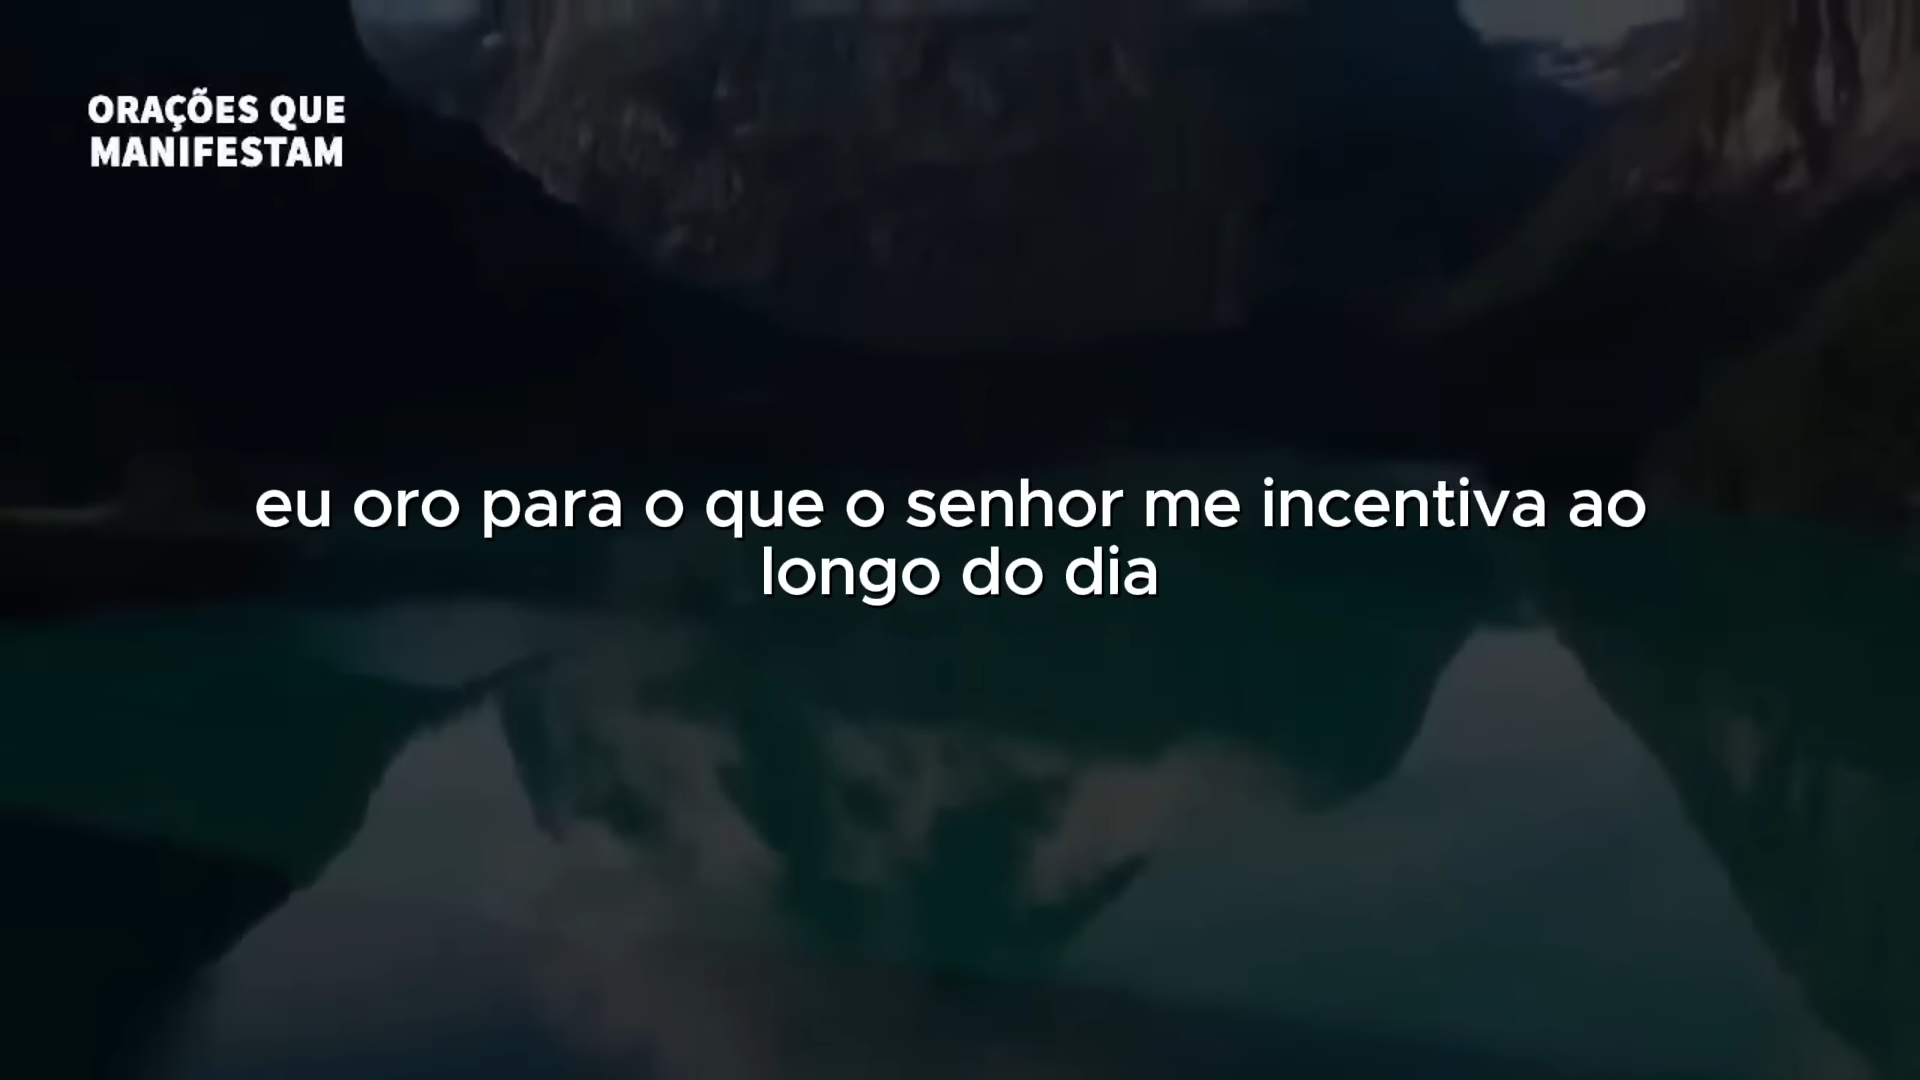 ORAÇÕES QUE
MANIFESTAM
eu oro para o que o senhor me incentiva ao
longo do dia